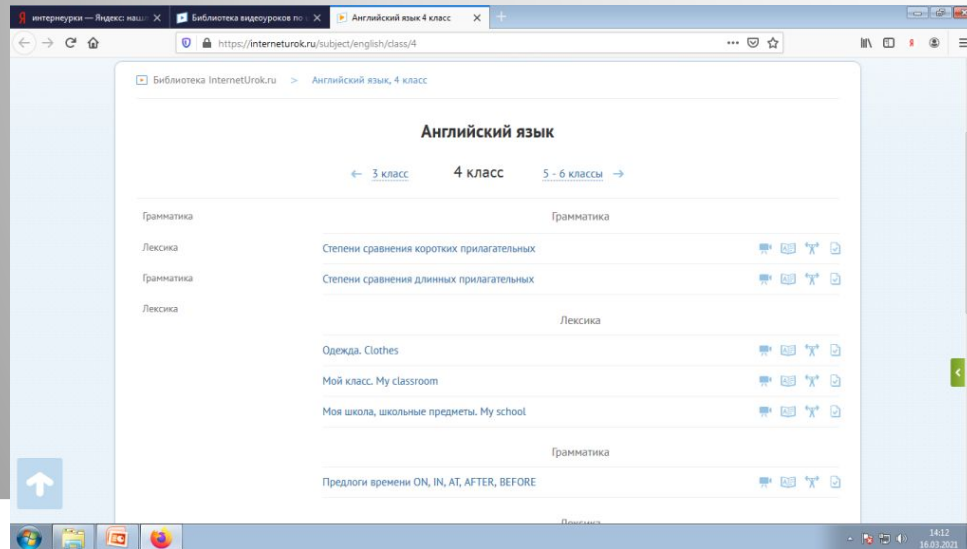 интернеурки — Яндекс: наш
Библиотека видеоуроков по
Английский язык 4 класс
https://interneturok.ru/subject/english/class/4
Библиотека InternetUrok.ru > Английский язык, 4 класс
Английский язык
← 3 класс 4 класс 5 - 6 классы →
Грамматика
Лексика
Грамматика
Лексика
Грамматика
Степени сравнения коротких прилагательных
Степени сравнения длинных прилагательных
Лексика
Одежда. Clothes
Мой класс. My classroom
Моя школа, школьные предметы. My school
Грамматика
Предлоги времени ON, IN, AT, AFTER, BEFORE
Лексика
14:12
16.03.2021